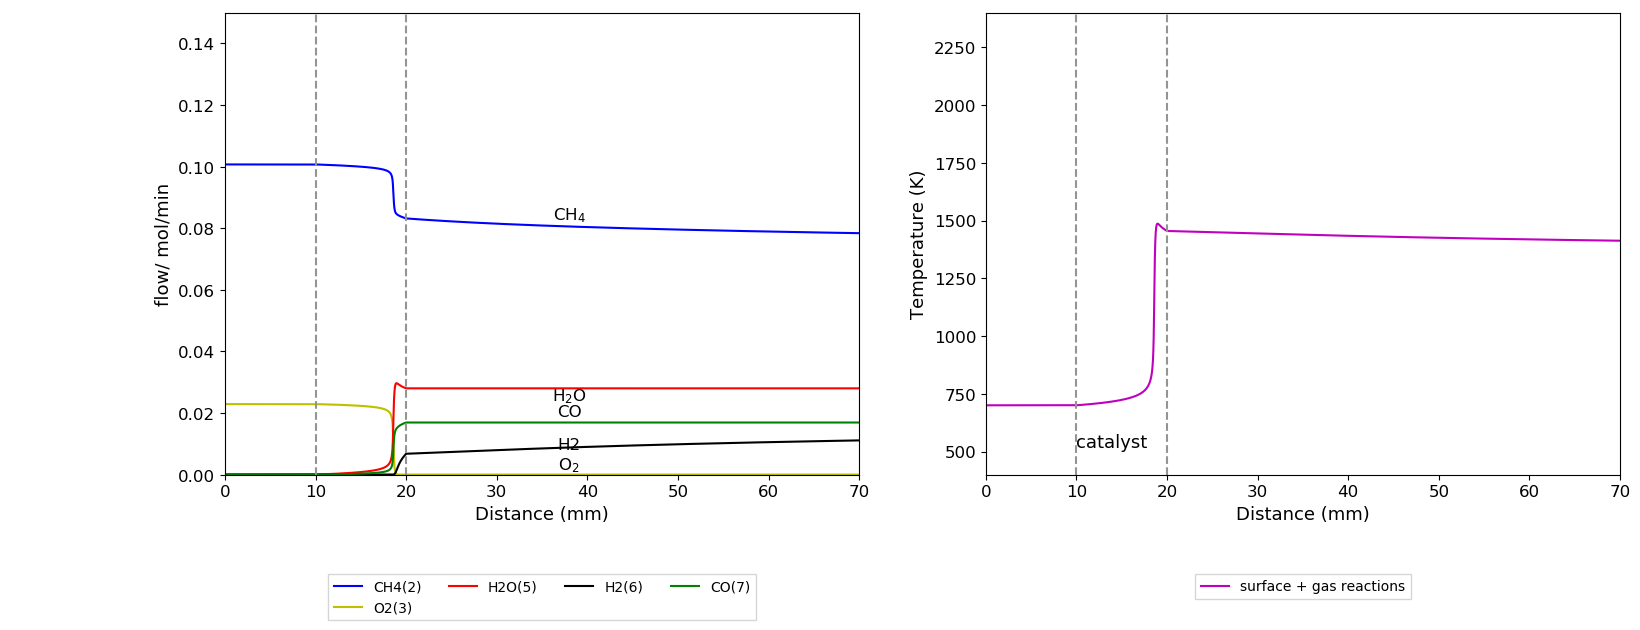 0.14
0.12
0.10
0.08
0.06
0.04
0.02
0.00
flow/ mol/min
CH₄
H₂O
CO
H2
O₂
0 10 20 30 40 50 60 70
Distance (mm)
CH4(2) H2O(5) H2(6) CO(7)
O2(3)
2250
2000
1750
1500
1250
1000
750
500
Temperature (K)
catalyst
0 10 20 30 40 50 60 70
Distance (mm)
surface + gas reactions